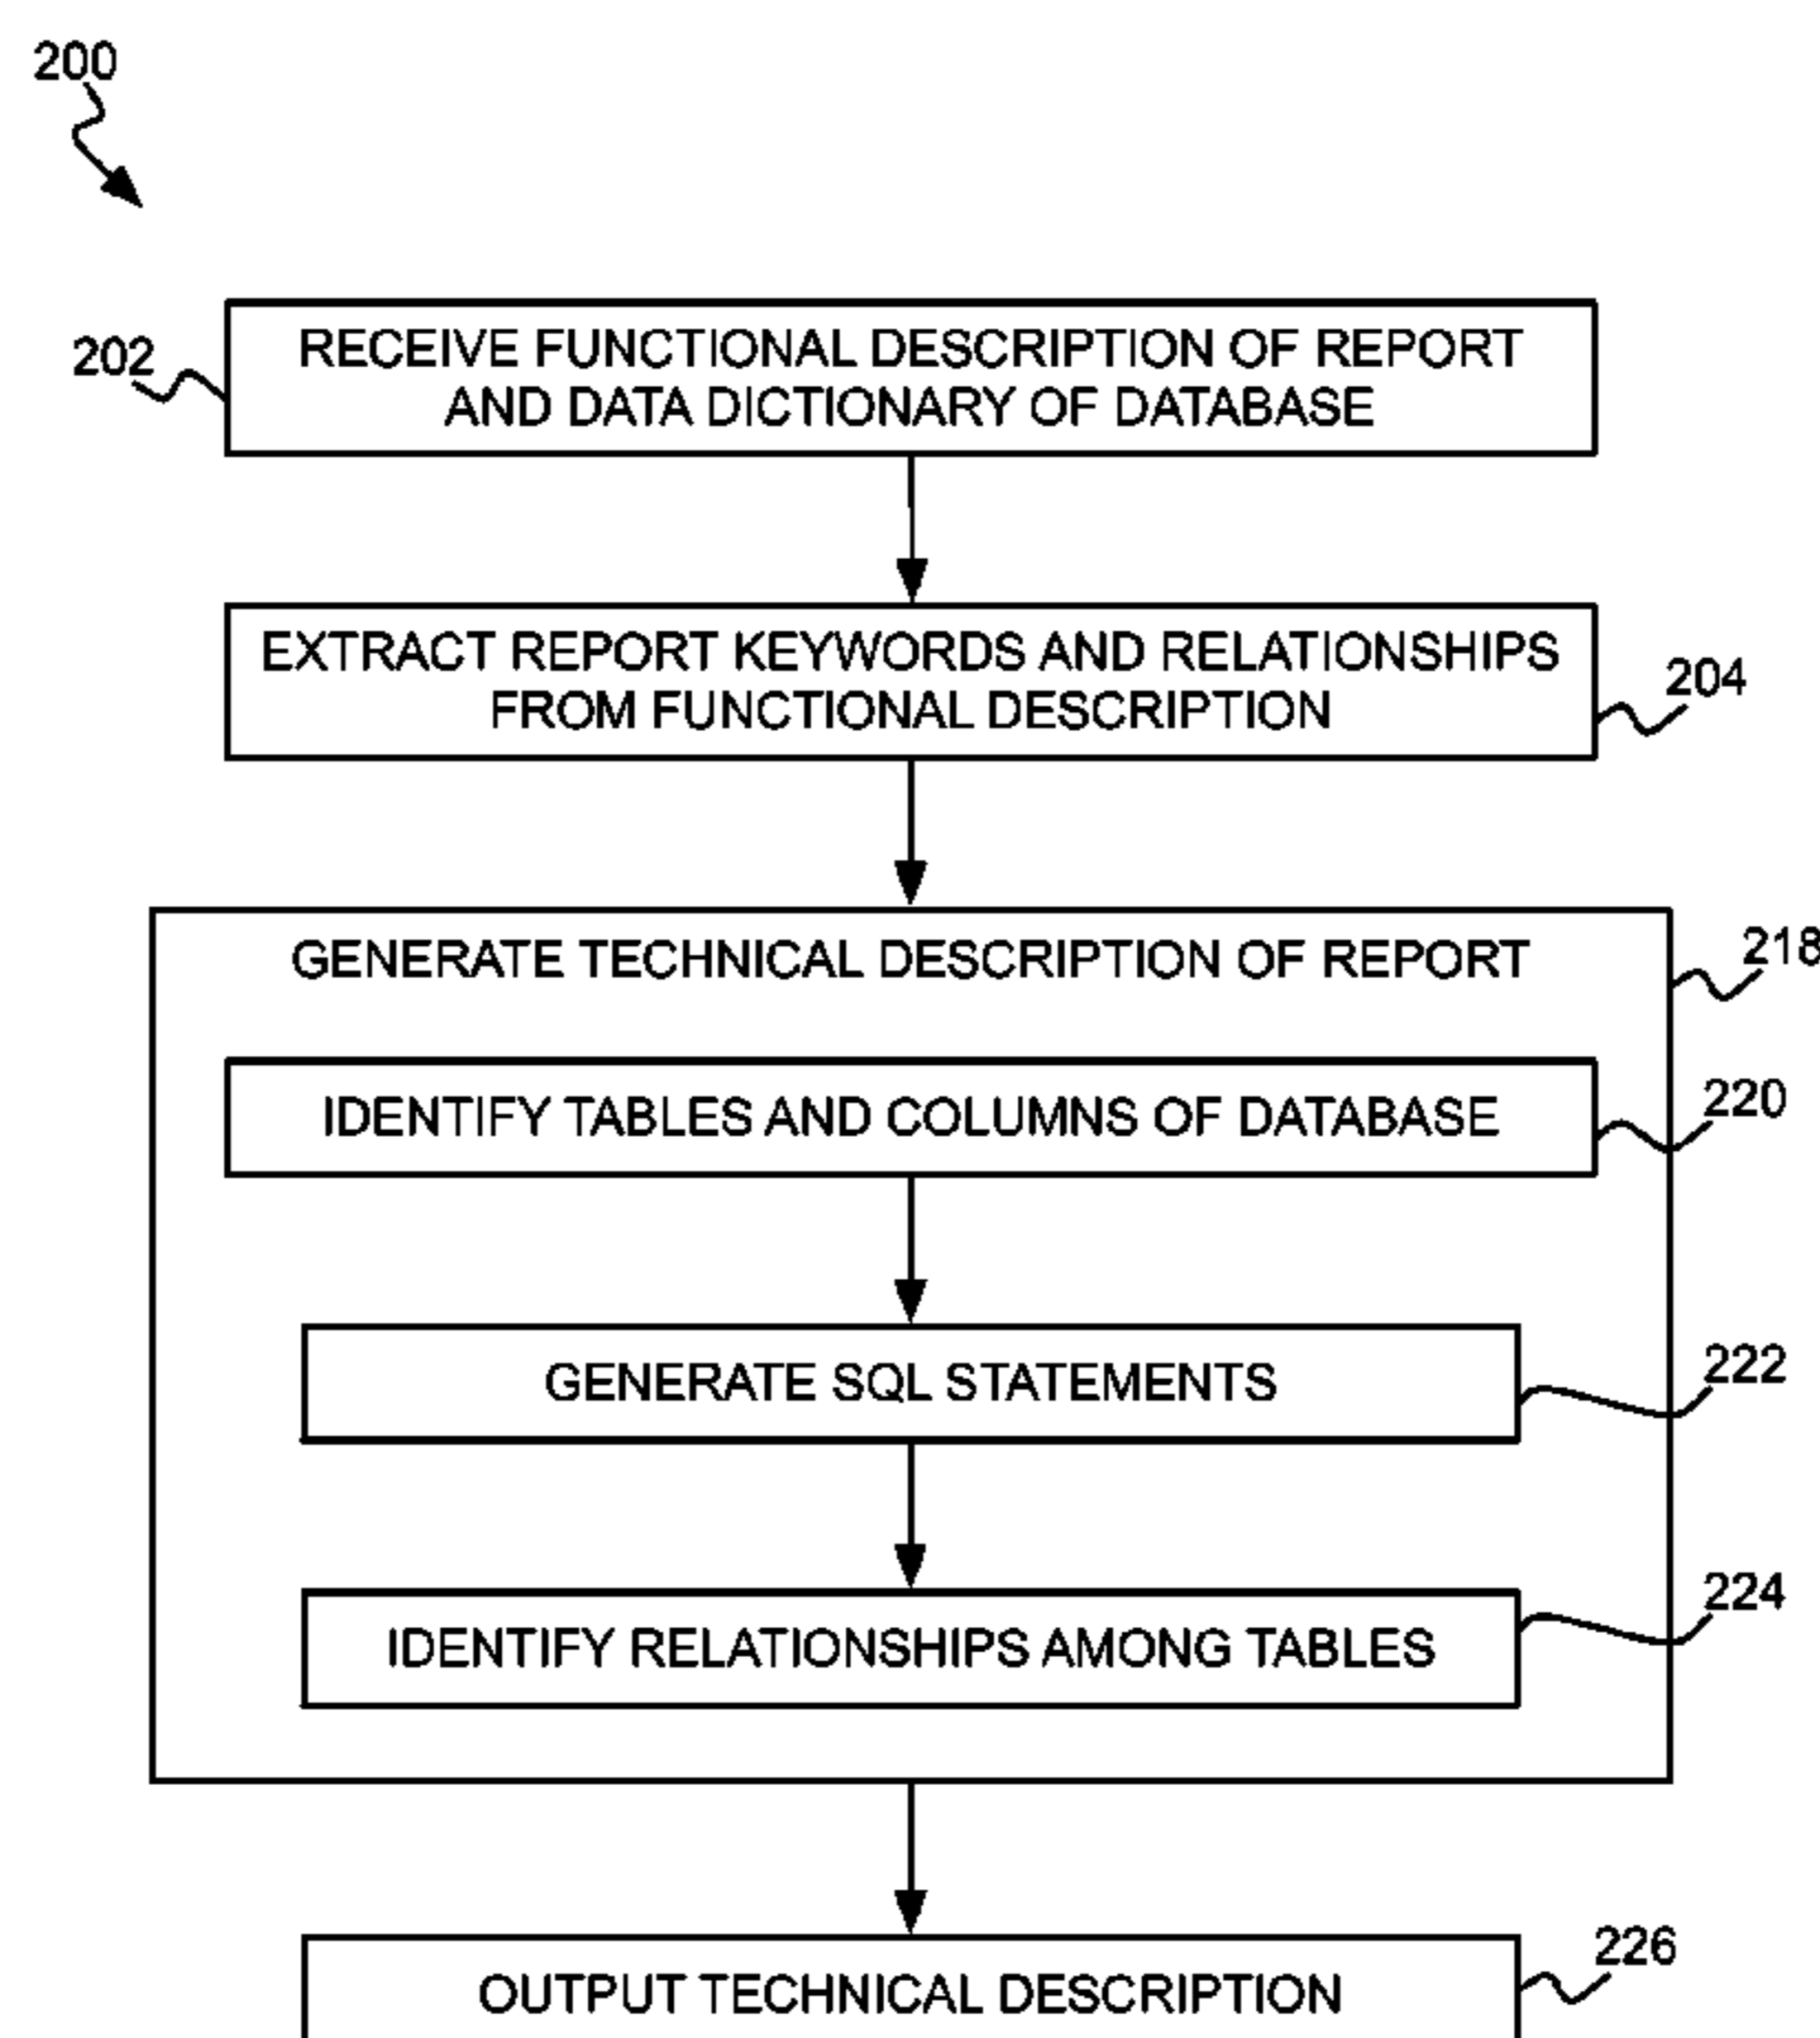 200
202
RECEIVE FUNCTIONAL DESCRIPTION OF REPORT
AND DATA DICTIONARY OF DATABASE
EXTRACT REPORT KEYWORDS AND RELATIONSHIPS
FROM FUNCTIONAL DESCRIPTION
204
GENERATE TECHNICAL DESCRIPTION OF REPORT
218
IDENTIFY TABLES AND COLUMNS OF DATABASE
220
GENERATE SQL STATEMENTS
222
IDENTIFY RELATIONSHIPS AMONG TABLES
224
OUTPUT TECHNICAL DESCRIPTION
226